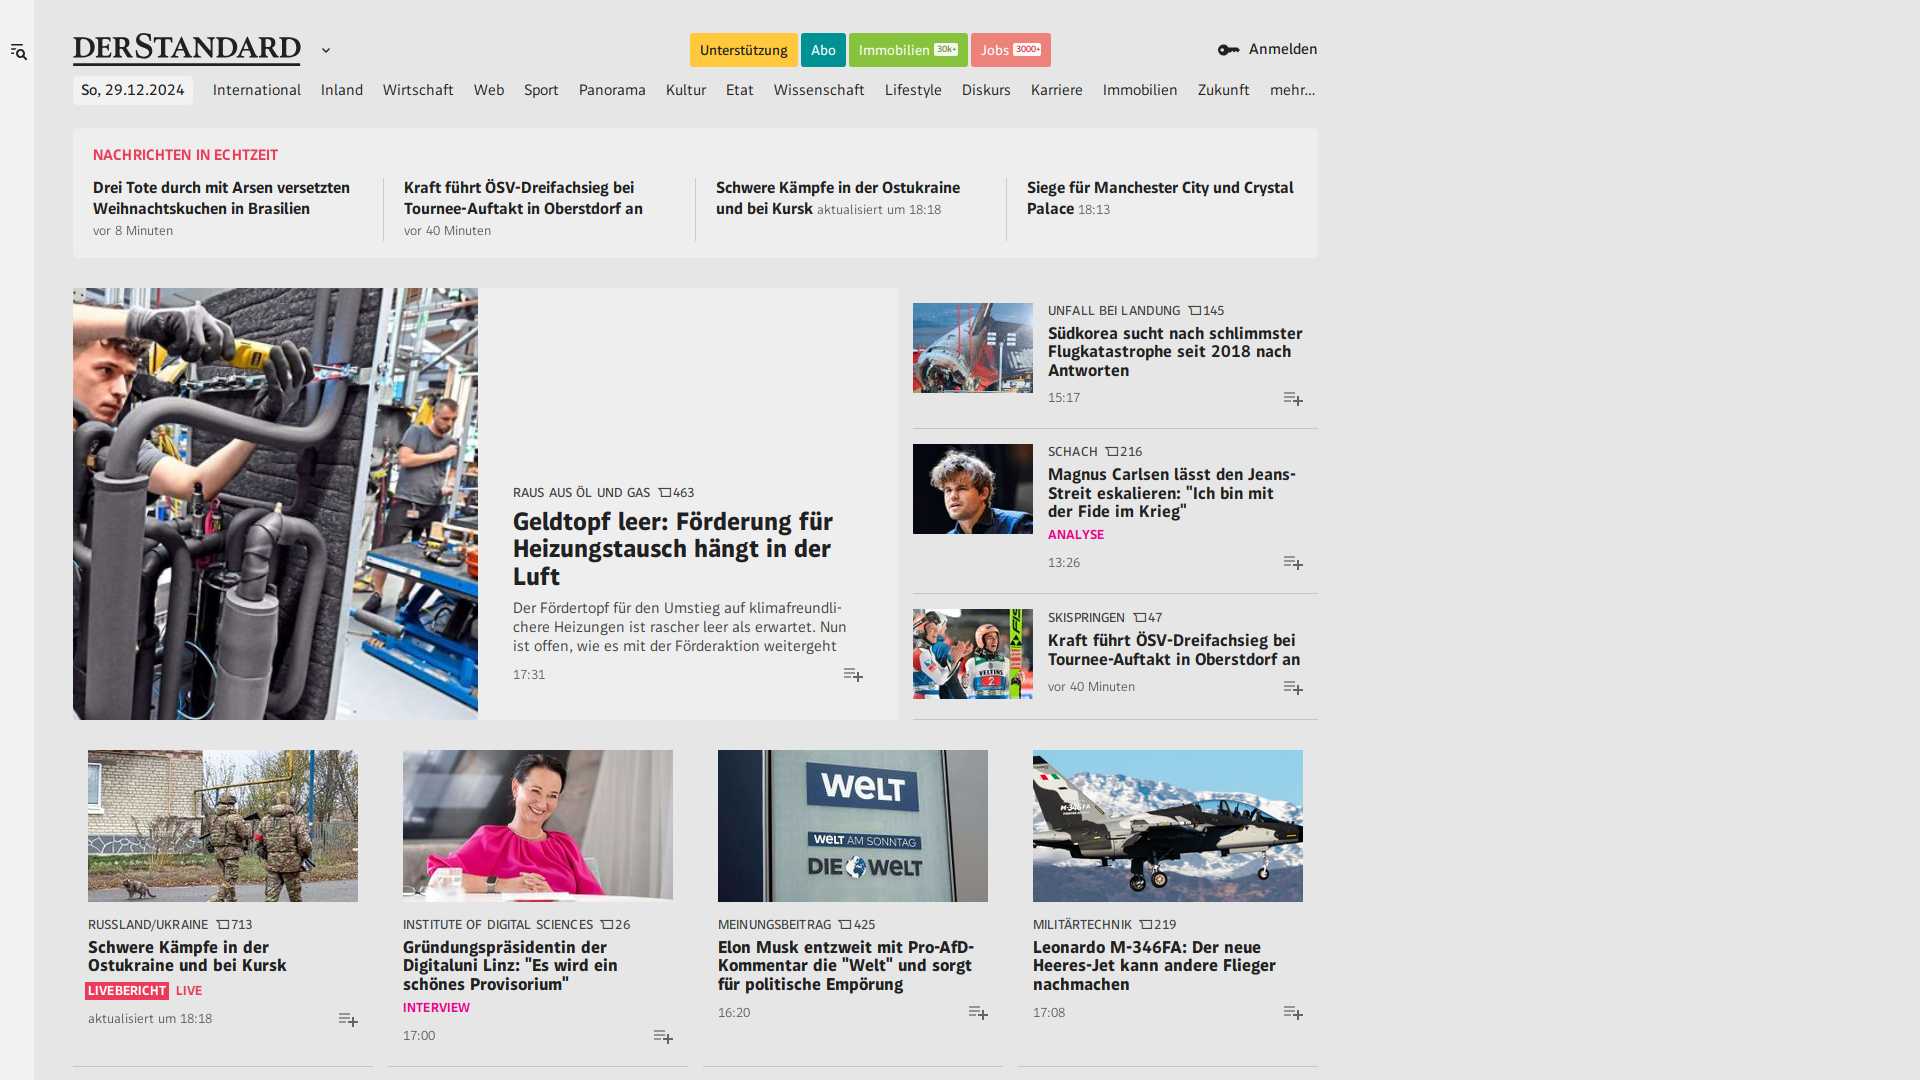 DERSTANDARD
Unterstützung
Abo
Immobilien 30k+
Jobs 3000+
Anmelden
So, 29.12.2024
International
Inland
Wirtschaft
Web
Sport
Panorama
Kultur
Etat
Wissenschaft
Lifestyle
Diskurs
Karriere
Immobilien
Zukunft
mehr…
NACHRICHTEN IN ECHTZEIT
Drei Tote durch mit Arsen versetzten
Weihnachtskuchen in Brasilien
vor 8 Minuten
Kraft führt ÖSV-Dreifachsieg bei
Tournee-Auftakt in Oberstdorf an
vor 40 Minuten
Schwere Kämpfe in der Ostukraine
und bei Kursk aktualisiert um 18:18
Siege für Manchester City und Crystal
Palace 18:13
RAUS AUS ÖL UND GAS 463
Geldtopf leer: Förderung für
Heizungstausch hängt in der
Luft
Der Fördertopf für den Umstieg auf klimafreundli-
chere Heizungen ist rascher leer als erwartet. Nun
ist offen, wie es mit der Förderaktion weitergeht
17:31
UNFALL BEI LANDUNG 145
Südkorea sucht nach schlimmster
Flugkatastrophe seit 2018 nach
Antworten
15:17
SCHACH 216
Magnus Carlsen lässt den Jeans-
Streit eskalieren: "Ich bin mit
der Fide im Krieg"
ANALYSE
13:26
VELTINS
2
SKISPRINGEN 47
Kraft führt ÖSV-Dreifachsieg bei
Tournee-Auftakt in Oberstdorf an
vor 40 Minuten
RUSSLAND/UKRAINE 713
Schwere Kämpfe in der
Ostukraine und bei Kursk
LIVEBERICHT LIVE
aktualisiert um 18:18
INSTITUTE OF DIGITAL SCIENCES 26
Gründungspräsidentin der
Digitaluni Linz: "Es wird ein
schönes Provisorium"
INTERVIEW
17:00
WELT
WELT AM SONNTAG
DIE WELT
MEINUNGSBEITRAG 425
Elon Musk entzweit mit Pro-AfD-
Kommentar die "Welt" und sorgt
für politische Empörung
16:20
M-346FA
MILITÄRTECHNIK 219
Leonardo M-346FA: Der neue
Heeres-Jet kann andere Flieger
nachmachen
17:08